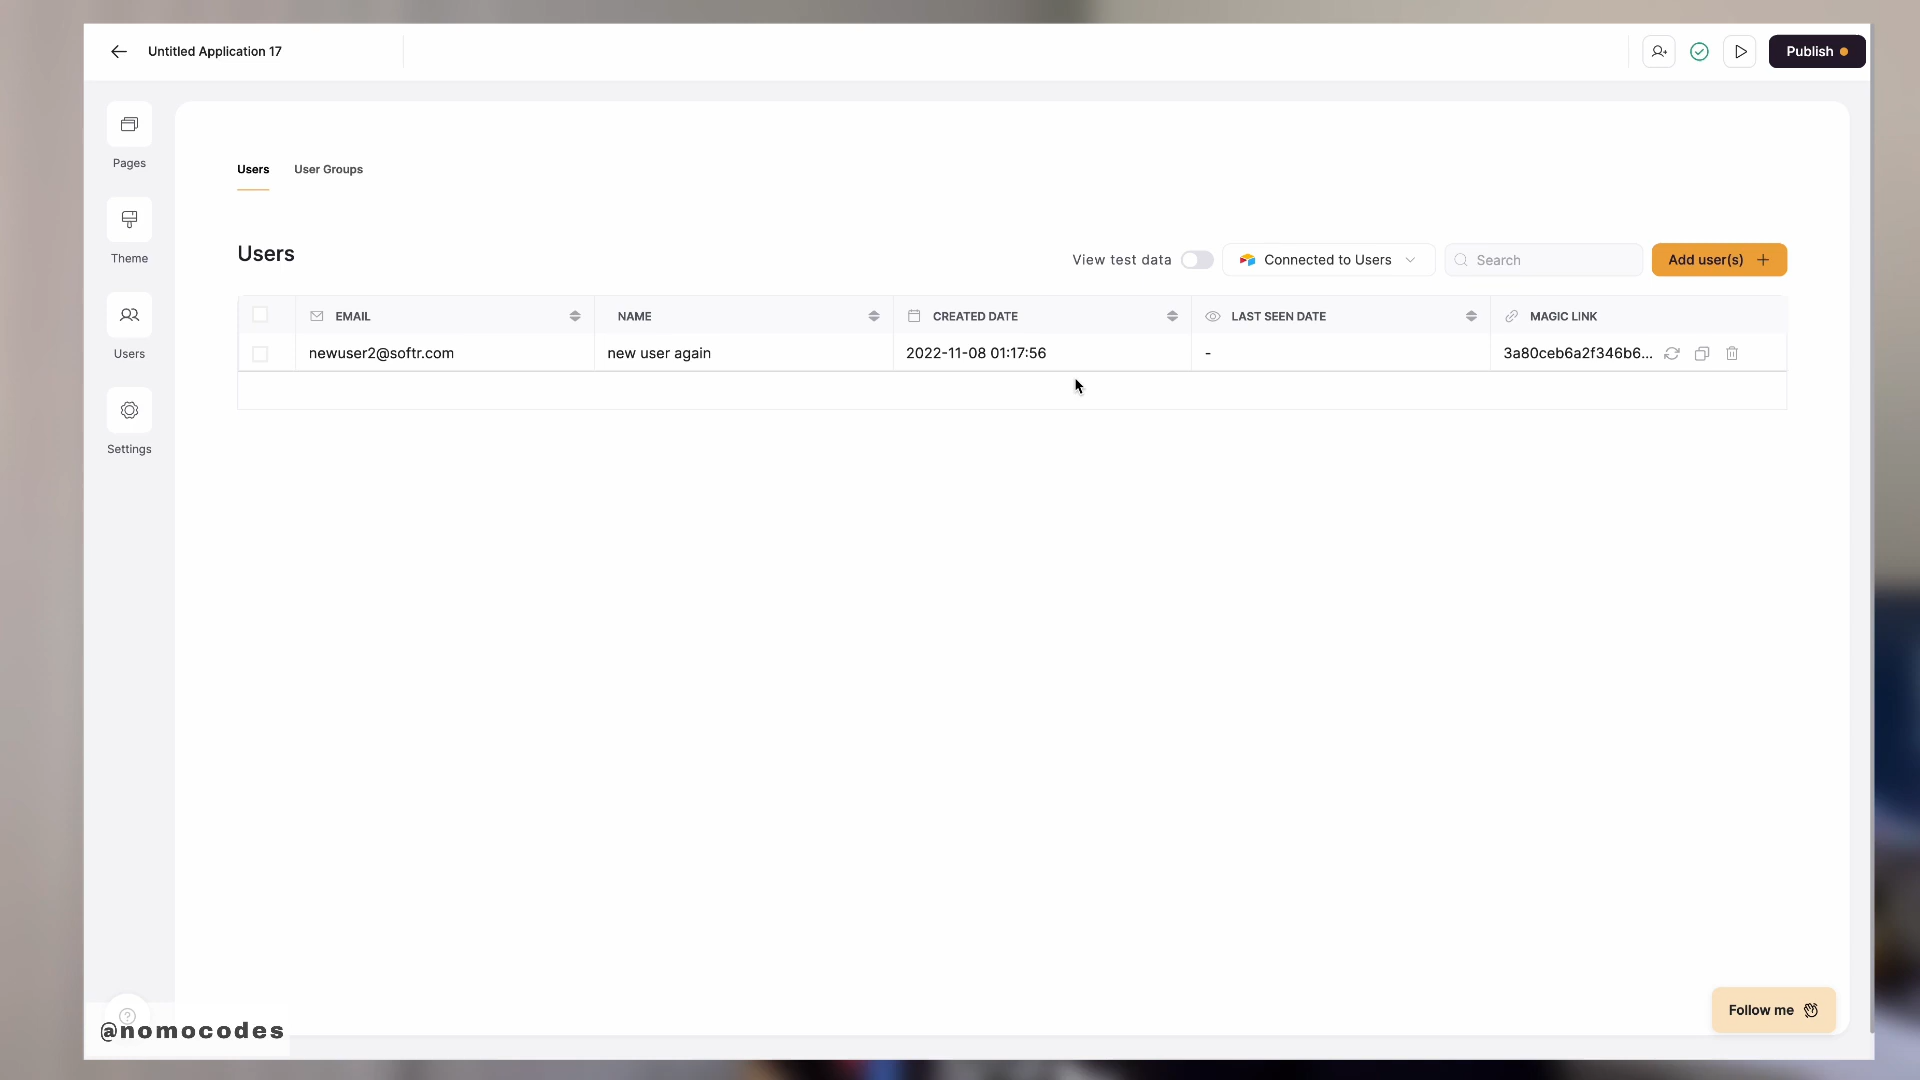 Untitled Application 17
Publish
Pages
Theme
Users
Settings
Users User Groups
Users
View test data
Connected to Users
Search
Add user(s) +
EMAIL NAME CREATED DATE LAST SEEN DATE MAGIC LINK
newuser2@softr.com new user again 2022-11-08 01:17:56 - 3a80ceb6a2f346b6...
Follow me
@nomocodes